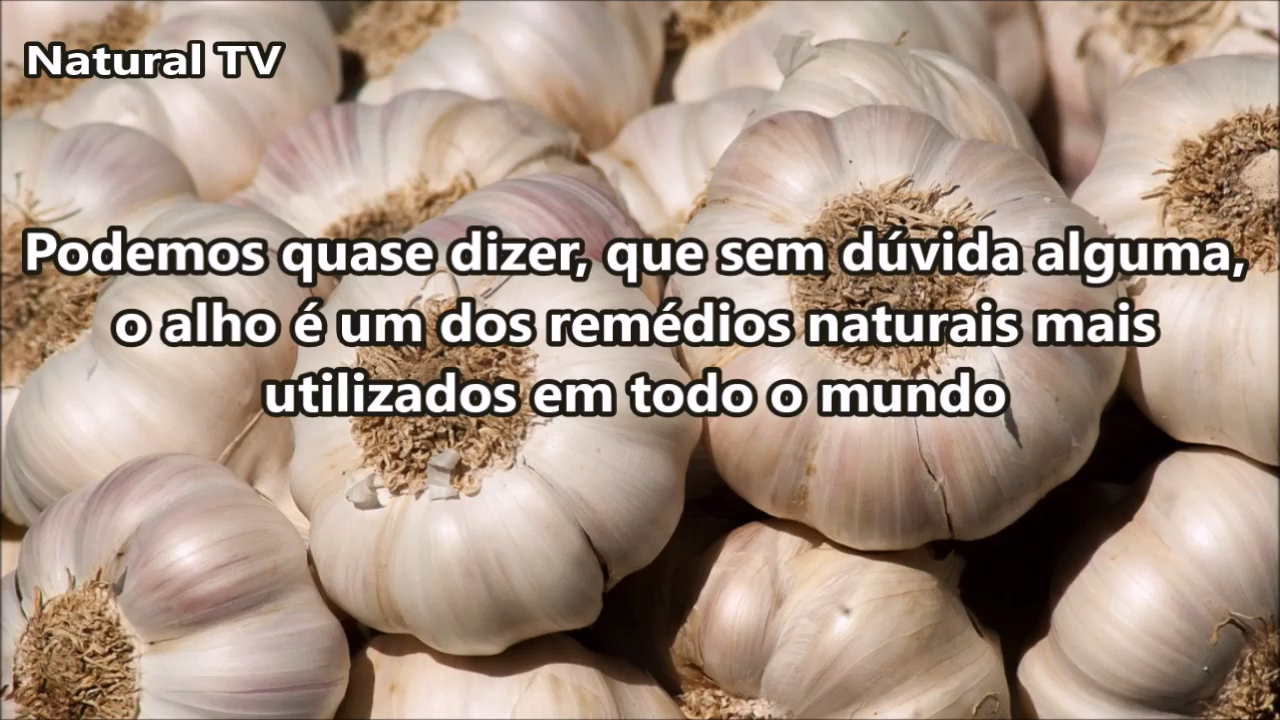 Natural TV
Podemos quase dizer, que sem dúvida alguma,
o alho é um dos remédios naturais mais
utilizados em todo o mundo